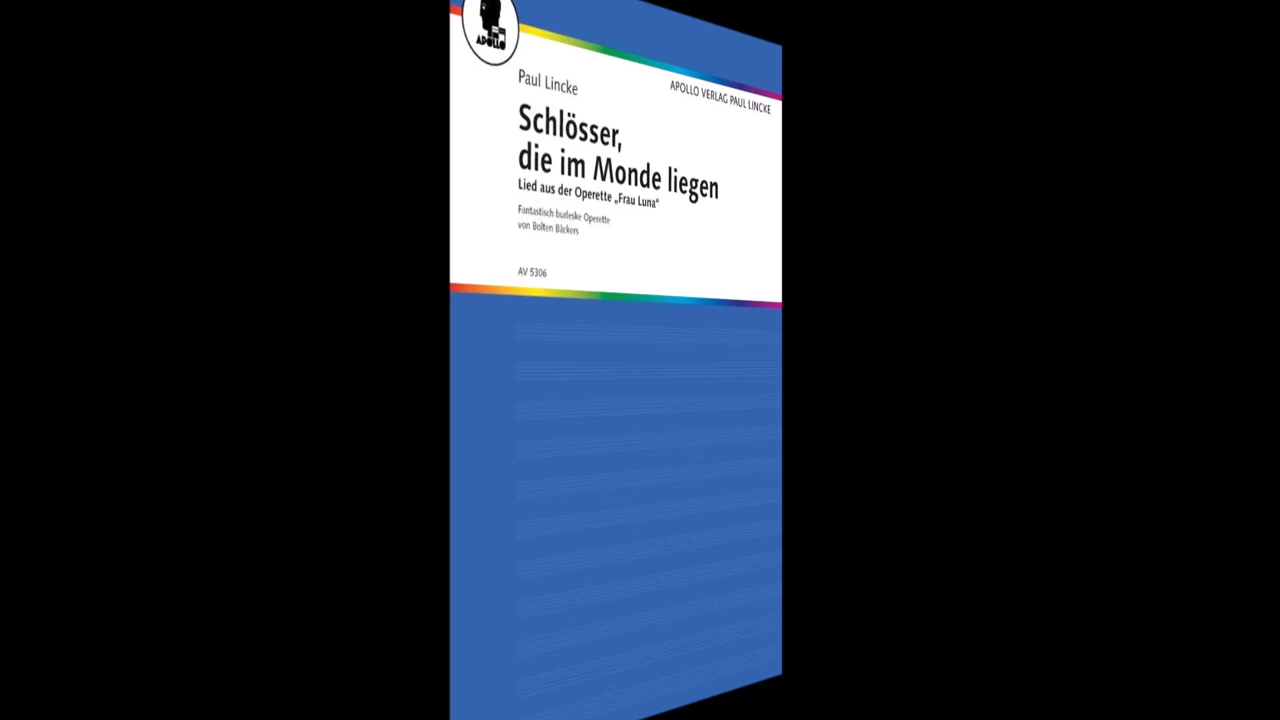 APOLLO
Paul Lincke
APOLLO VERLAG PAUL LINCKE
Schlösser,
die im Monde liegen
Lied aus der Operette „Frau Luna“
Fantastisch burleske Operette
von Bolten Bäckers
AV 5306